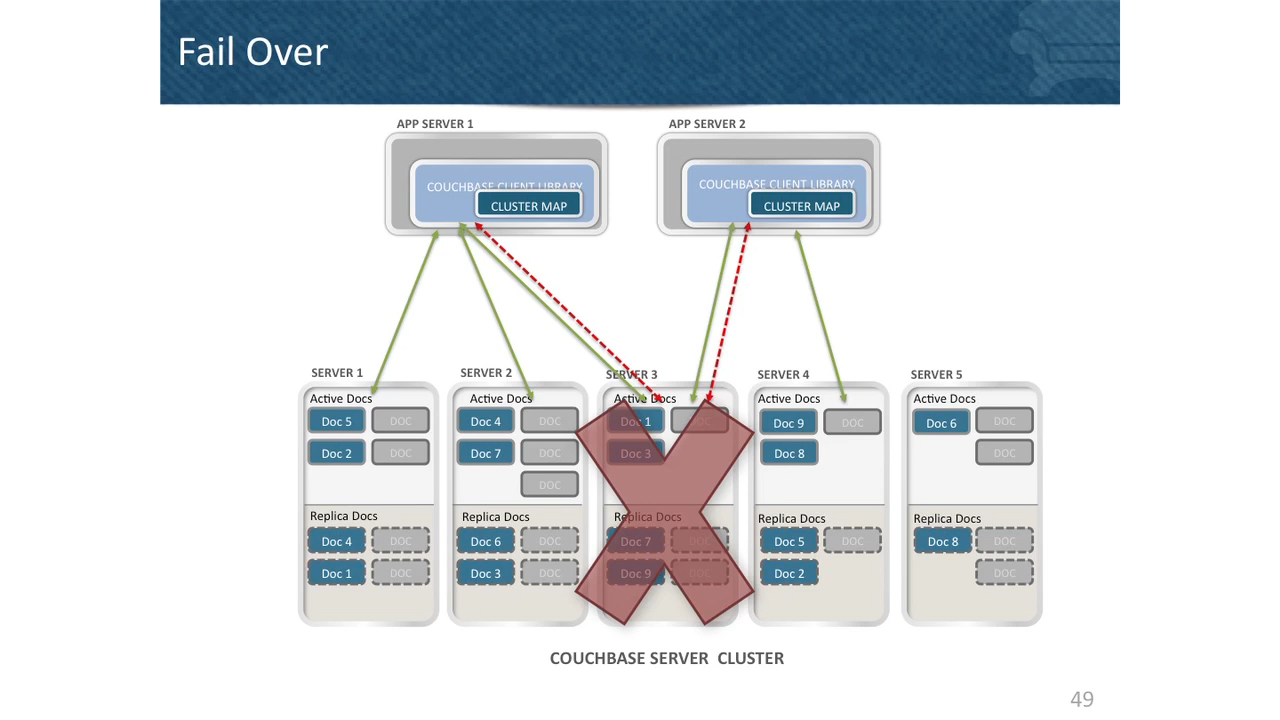 Fail Over
APP SERVER 1
APP SERVER 2
COUCHBASE CLIENT LIBRARY
CLUSTER MAP
COUCHBASE CLIENT LIBRARY
CLUSTER MAP
SERVER 1
SERVER 2
SERVER 3
SERVER 4
SERVER 5
Active Docs
Doc 5 DOC
Doc 2 DOC
Replica Docs
Doc 4 DOC
Doc 1 DOC
Active Docs
Doc 4 DOC
Doc 7 DOC
DOC
Replica Docs
Doc 6 DOC
Doc 3 DOC
Active Docs
Doc 1 DOC
Doc 3
Replica Docs
Doc 7 DOC
Doc 9 DOC
Active Docs
Doc 9 DOC
Doc 8
Replica Docs
Doc 5 DOC
Doc 2
Active Docs
Doc 6 DOC
DOC
Replica Docs
Doc 8 DOC
DOC
COUCHBASE SERVER CLUSTER
49